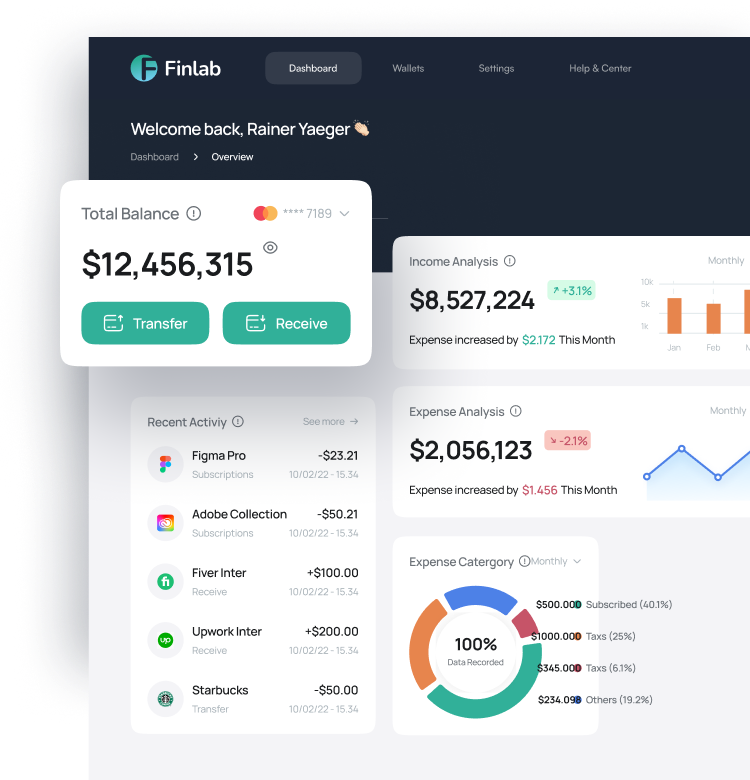 Finlab
Dashboard
Wallets
Settings
Help & Center
Welcome back, Rainer Yaeger
Dashboard
Overview
Total Balance
**** 7189
$12,456,315
Transfer
Receive
Income Analysis
Monthly
$8,527,224
+3.1%
Expense increased by $2.172 This Month
10k
5k
1k
Jan
Feb
Expense Analysis
Monthly
$2,056,123
-2.1%
Expense increased by $1.456 This Month
Recent Activiy
See more
Figma Pro
-$23.21
Subscriptions
10/02/22 - 15.34
Adobe Collection
-$50.21
Subscriptions
10/02/22 - 15.34
fi
Fiver Inter
+$100.00
Receive
10/02/22 - 15.34
up
Upwork Inter
+$200.00
Receive
10/02/22 - 15.34
Starbucks
-$50.00
Transfer
10/02/22 - 15.34
Expense Catergory
Monthly
100%
Data Recorded
$500.000 Subscribed (40.1%)
$1000.000 Taxs (25%)
$345.000 Taxs (6.1%)
$234.098 Others (19.2%)